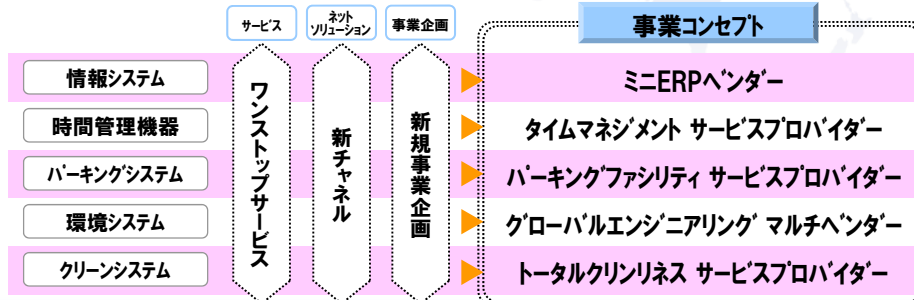 サービス
ネット
ソリューション
事業企画
事業コンセプト
情報システム
時間管理機器
パーキングシステム
環境システム
クリーンシステム
ワンストップサービス
新チャネル
新規事業企画
ミニERPベンダー
タイムマネジメント サービスプロバイダー
パーキングファシリティ サービスプロバイダー
グローバルエンジニアリング マルチベンダー
トータルクリンリネス サービスプロバイダー